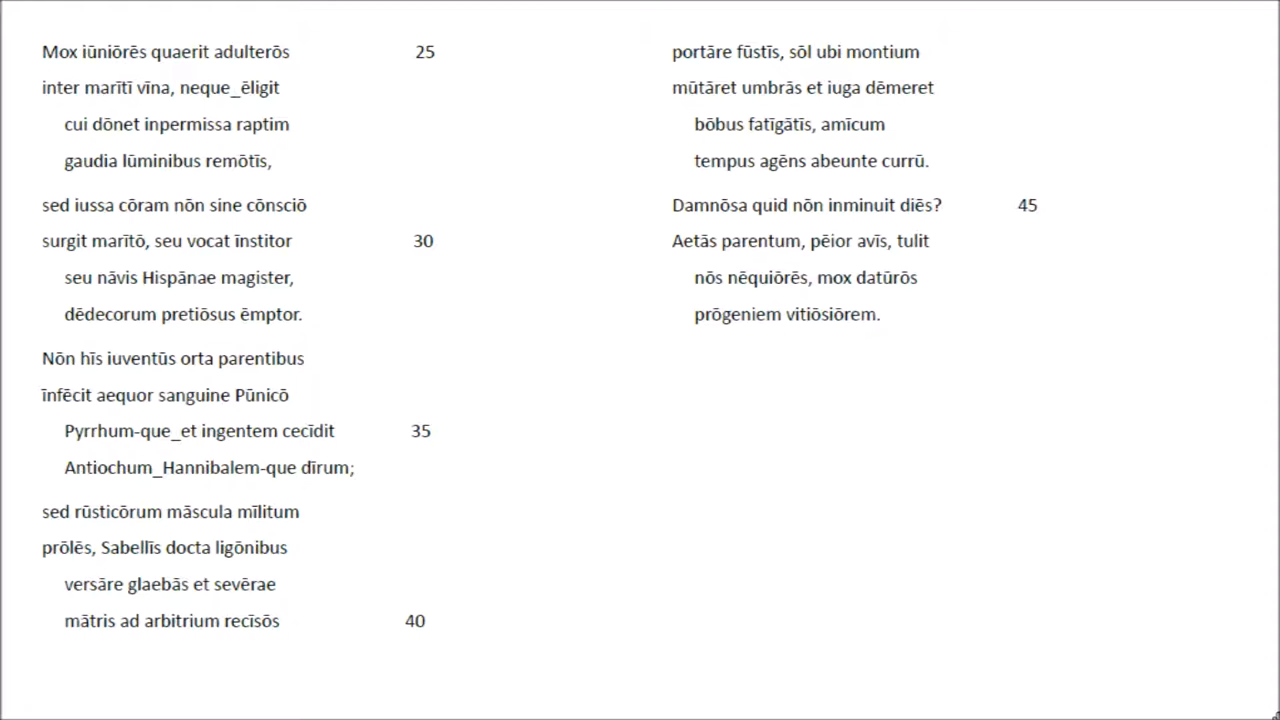 Mox iūniōrēs quaerit adulterōs 25
inter marītī vīna, neque_ēligit
cui dōnet inpermissa raptim
gaudia lūminibus remōtīs,
sed iussa cōram nōn sine cōnsciō
surgit marītō, seu vocat īnstitor 30
seu nāvis Hispānae magister,
dēdecorum pretiōsus ēmptor.
Nōn hīs iuventūs orta parentibus
īnfēcit aequor sanguine Pūnicō
Pyrrhum-que_et ingentem cecīdit 35
Antiochum_Hannibalem-que dīrum;
sed rūsticōrum māscula mīlitum
prōlēs, Sabellīs docta ligōnibus
versāre glaebās et sevērae
mātris ad arbitrium recīsōs 40
portāre fūstīs, sōl ubi montium
mūtāret umbrās et iuga dēmeret
bōbus fatīgātīs, amīcum
tempus agēns abeunte currū.
Damnōsa quid nōn inminuit diēs? 45
Aetās parentum, pēior avīs, tulit
nōs nēquiōrēs, mox datūrōs
prōgeniem vitiōsiōrem.